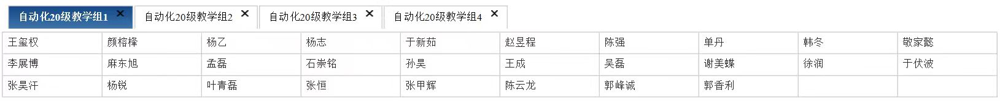 自动化20级教学组1 自动化20级教学组2 自动化20级教学组3 自动化20级教学组4
王玺权 颜榕梣 杨乙 杨志 于新茹 赵昱程 陈强 单丹 韩冬 敬家懿
李展博 麻东旭 孟磊 石崇铭 孙昊 王成 吴磊 谢美蝶 徐润 于伏波
张昊汗 杨锐 叶青磊 张恒 张甲辉 陈云龙 郭峰诚 郭香利